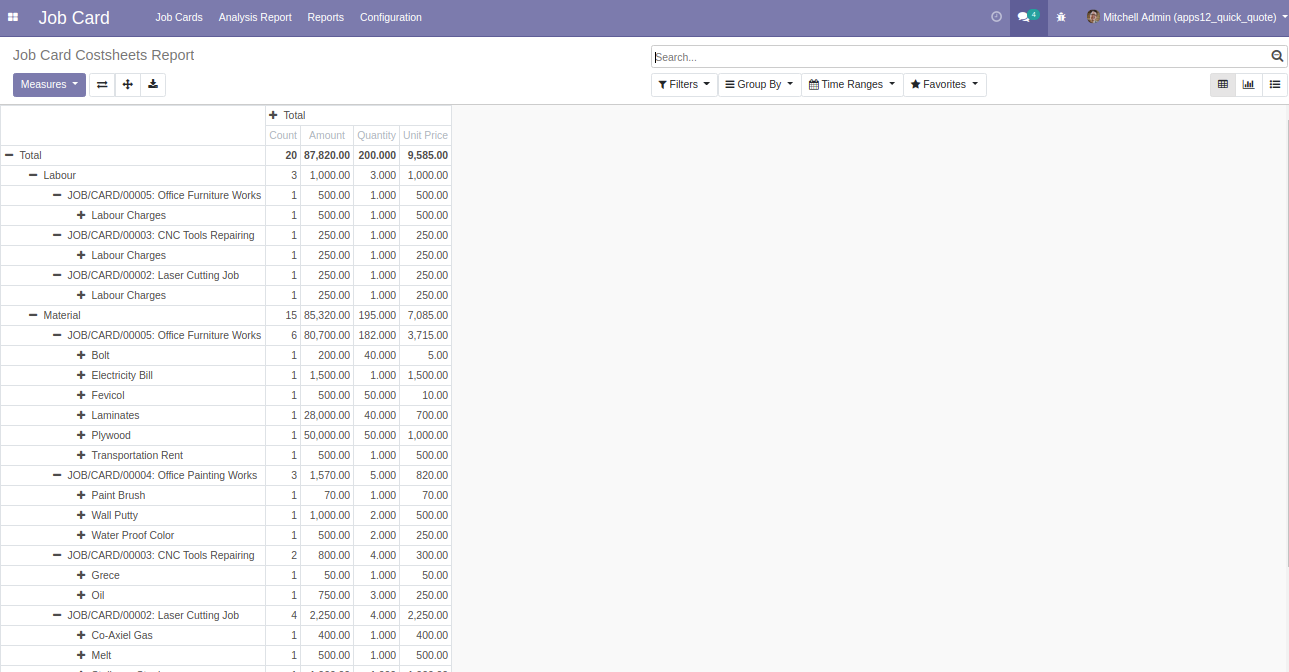 Job Card Job Cards Analysis Report Reports Configuration 4 Mitchell Admin (apps12_quick_quote)
Job Card Costsheets Report Search...
Measures Filters Group By Time Ranges Favorites
Total
Count Amount Quantity Unit Price
Total 20 87,820.00 200.000 9,585.00
Labour 3 1,000.00 3.000 1,000.00
JOB/CARD/00005: Office Furniture Works 1 500.00 1.000 500.00
Labour Charges 1 500.00 1.000 500.00
JOB/CARD/00003: CNC Tools Repairing 1 250.00 1.000 250.00
Labour Charges 1 250.00 1.000 250.00
JOB/CARD/00002: Laser Cutting Job 1 250.00 1.000 250.00
Labour Charges 1 250.00 1.000 250.00
Material 15 85,320.00 195.000 7,085.00
JOB/CARD/00005: Office Furniture Works 6 80,700.00 182.000 3,715.00
Bolt 1 200.00 40.000 5.00
Electricity Bill 1 1,500.00 1.000 1,500.00
Fevicol 1 500.00 50.000 10.00
Laminates 1 28,000.00 40.000 700.00
Plywood 1 50,000.00 50.000 1,000.00
Transportation Rent 1 500.00 1.000 500.00
JOB/CARD/00004: Office Painting Works 3 1,570.00 5.000 820.00
Paint Brush 1 70.00 1.000 70.00
Wall Putty 1 1,000.00 2.000 500.00
Water Proof Color 1 500.00 2.000 250.00
JOB/CARD/00003: CNC Tools Repairing 2 800.00 4.000 300.00
Grece 1 50.00 1.000 50.00
Oil 1 750.00 3.000 250.00
JOB/CARD/00002: Laser Cutting Job 4 2,250.00 4.000 2,250.00
Co-Axiel Gas 1 400.00 1.000 400.00
Melt 1 500.00 1.000 500.00